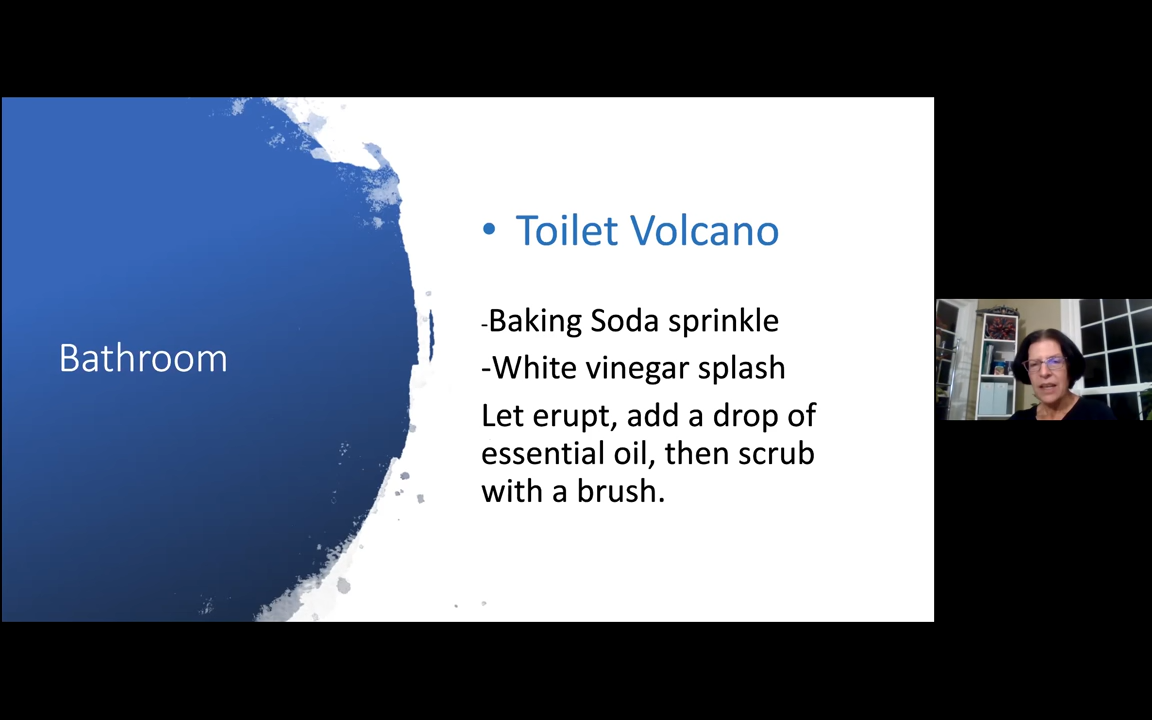 Bathroom
• Toilet Volcano
-Baking Soda sprinkle
-White vinegar splash
Let erupt, add a drop of
essential oil, then scrub
with a brush.